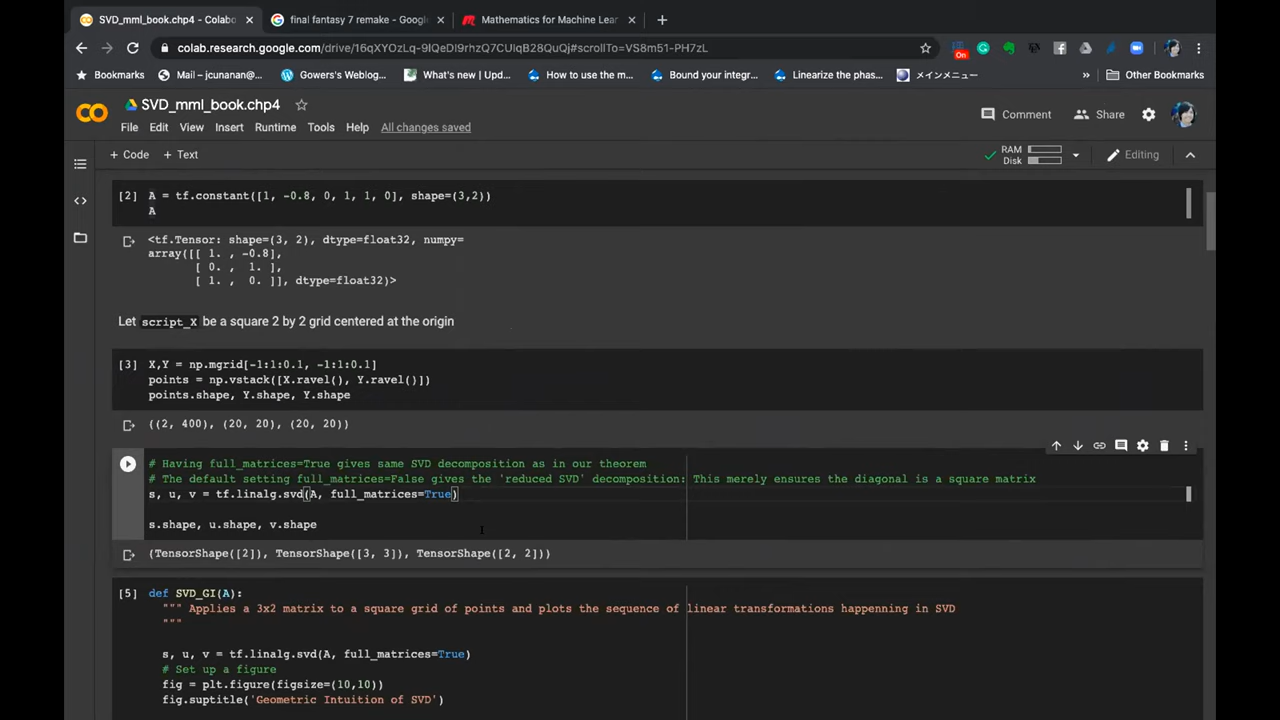 SVD_mml_book.chp4 - Colabo
final fantasy 7 remake - Google
Mathematics for Machine Lear
colab.research.google.com/drive/16qXYOzLq-9IQeDl9rhzQ7CUlqB28QuQj#scrollTo=VS8m51-PH7zL
On
Bookmarks
Mail – jcunanan@...
Gowers's Weblog...
What's new | Upd...
How to use the m...
Bound your integr...
Linearize the phas...
メインメニュー
»
Other Bookmarks
SVD_mml_book.chp4
Comment
Share
File Edit View Insert Runtime Tools Help All changes saved
+ Code + Text
RAM
Disk
Editing
[2] A = tf.constant([1, -0.8, 0, 1, 1, 0], shape=(3,2))
A
<tf.Tensor: shape=(3, 2), dtype=float32, numpy=
array([[ 1. , -0.8],
[ 0. , 1. ],
[ 1. , 0. ]], dtype=float32)>
Let script_X be a square 2 by 2 grid centered at the origin
[3] X,Y = np.mgrid[-1:1:0.1, -1:1:0.1]
points = np.vstack([X.ravel(), Y.ravel()])
points.shape, Y.shape, Y.shape
((2, 400), (20, 20), (20, 20))
# Having full_matrices=True gives same SVD decomposition as in our theorem
# The default setting full_matrices=False gives the 'reduced SVD' decomposition: This merely ensures the diagonal is a square matrix
s, u, v = tf.linalg.svd(A, full_matrices=True)
s.shape, u.shape, v.shape
(TensorShape([2]), TensorShape([3, 3]), TensorShape([2, 2]))
[5] def SVD_GI(A):
""" Applies a 3x2 matrix to a square grid of points and plots the sequence of linear transformations happenning in SVD
"""
s, u, v = tf.linalg.svd(A, full_matrices=True)
# Set up a figure
fig = plt.figure(figsize=(10,10))
fig.suptitle('Geometric Intuition of SVD')